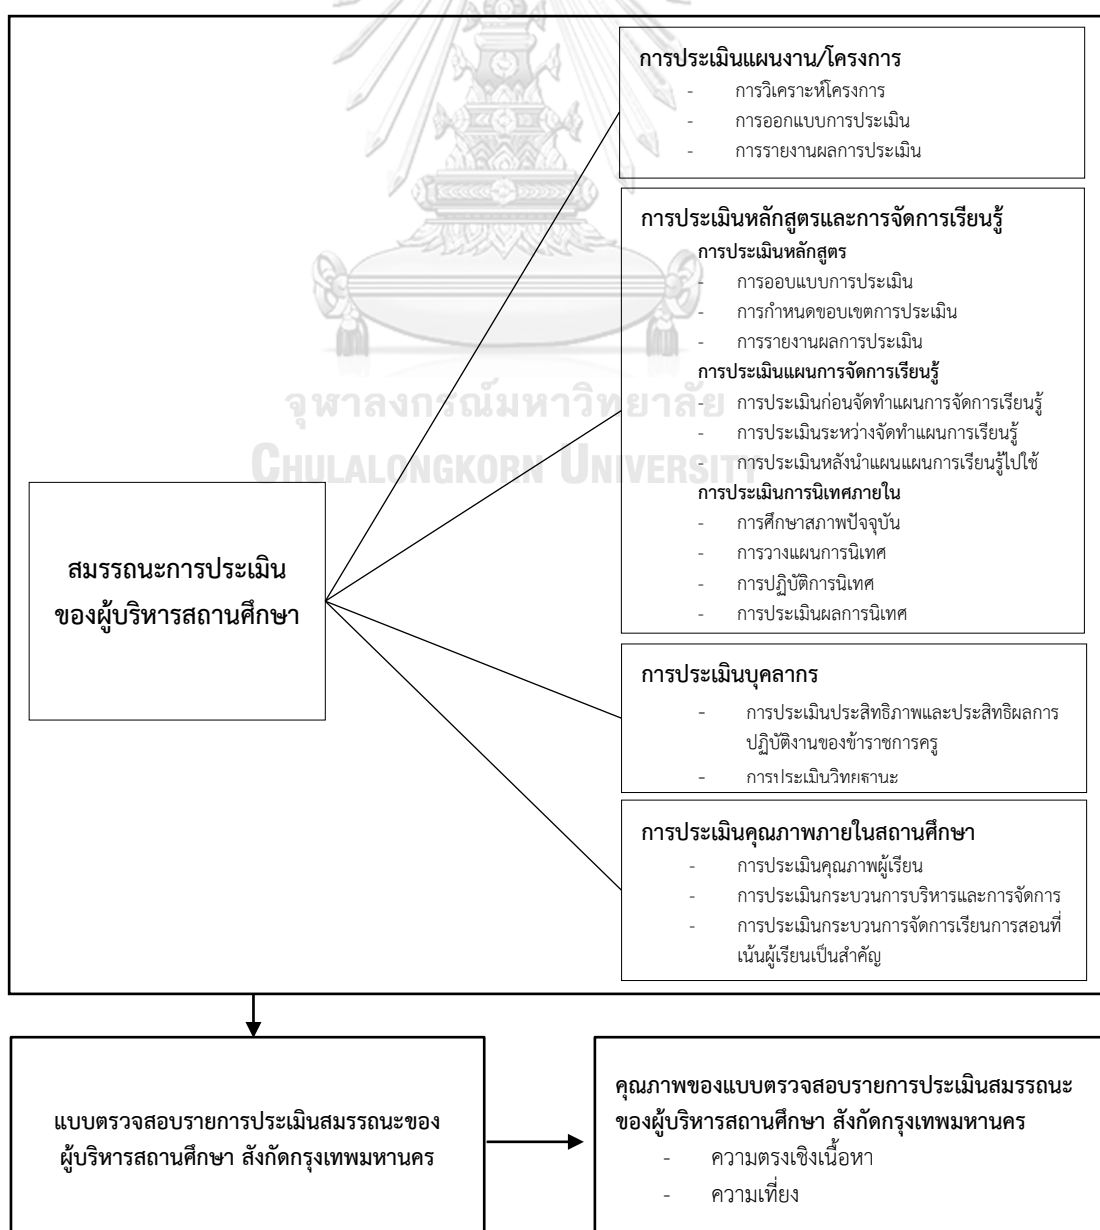 การประเมินแผนงาน/โครงการ
- การวิเคราะห์โครงการ
- การออกแบบการประเมิน
- การรายงานผลการประเมิน
การประเมินหลักสูตรและการจัดการเรียนรู้
การประเมินหลักสูตร
- การออบแบบการประเมิน
- การกำหนดขอบเขตการประเมิน
- การรายงานผลการประเมิน
การประเมินแผนการจัดการเรียนรู้
- การประเมินก่อนจัดทำแผนการจัดการเรียนรู้
- การประเมินระหว่างจัดทำแผนการเรียนรู้
- การประเมินหลังนำแผนแผนการเรียนรู้ไปใช้
การประเมินการนิเทศภายใน
- การศึกษาสภาพปัจจุบัน
- การวางแผนการนิเทศ
- การปฏิบัติการนิเทศ
- การประเมินผลการนิเทศ
จุฬาลงกรณ์มหาวิทยาลัย
CHULALONGKORN UNIVERSITY
สมรรถนะการประเมิน
ของผู้บริหารสถานศึกษา
การประเมินบุคลากร
- การประเมินประสิทธิภาพและประสิทธิผลการ
ปฏิบัติงานของข้าราชการครู
- การประเมินวิทยฐานะ
การประเมินคุณภาพภายในสถานศึกษา
- การประเมินคุณภาพผู้เรียน
- การประเมินกระบวนการบริหารและการจัดการ
- การประเมินกระบวนการจัดการเรียนการสอนที่
เน้นผู้เรียนเป็นสำคัญ
แบบตรวจสอบรายการประเมินสมรรถนะของ
ผู้บริหารสถานศึกษา สังกัดกรุงเทพมหานคร
คุณภาพของแบบตรวจสอบรายการประเมินสมรรถนะ
ของผู้บริหารสถานศึกษา สังกัดกรุงเทพมหานคร
- ความตรงเชิงเนื้อหา
- ความเที่ยง